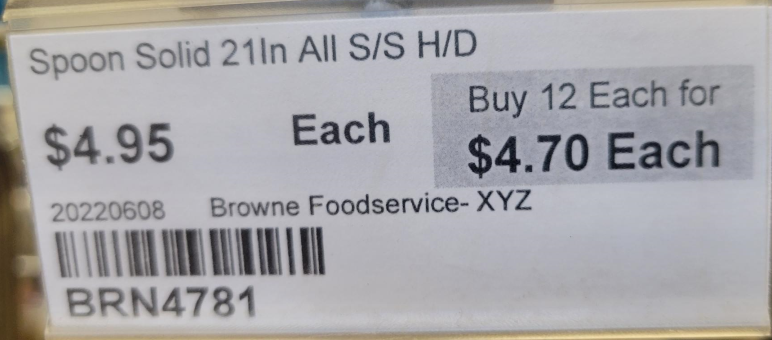 Spoon Solid 21In All S/S H/D
$4.95 Each
Buy 12 Each for
$4.70 Each
20220608 Browne Foodservice- XYZ
BRN4781